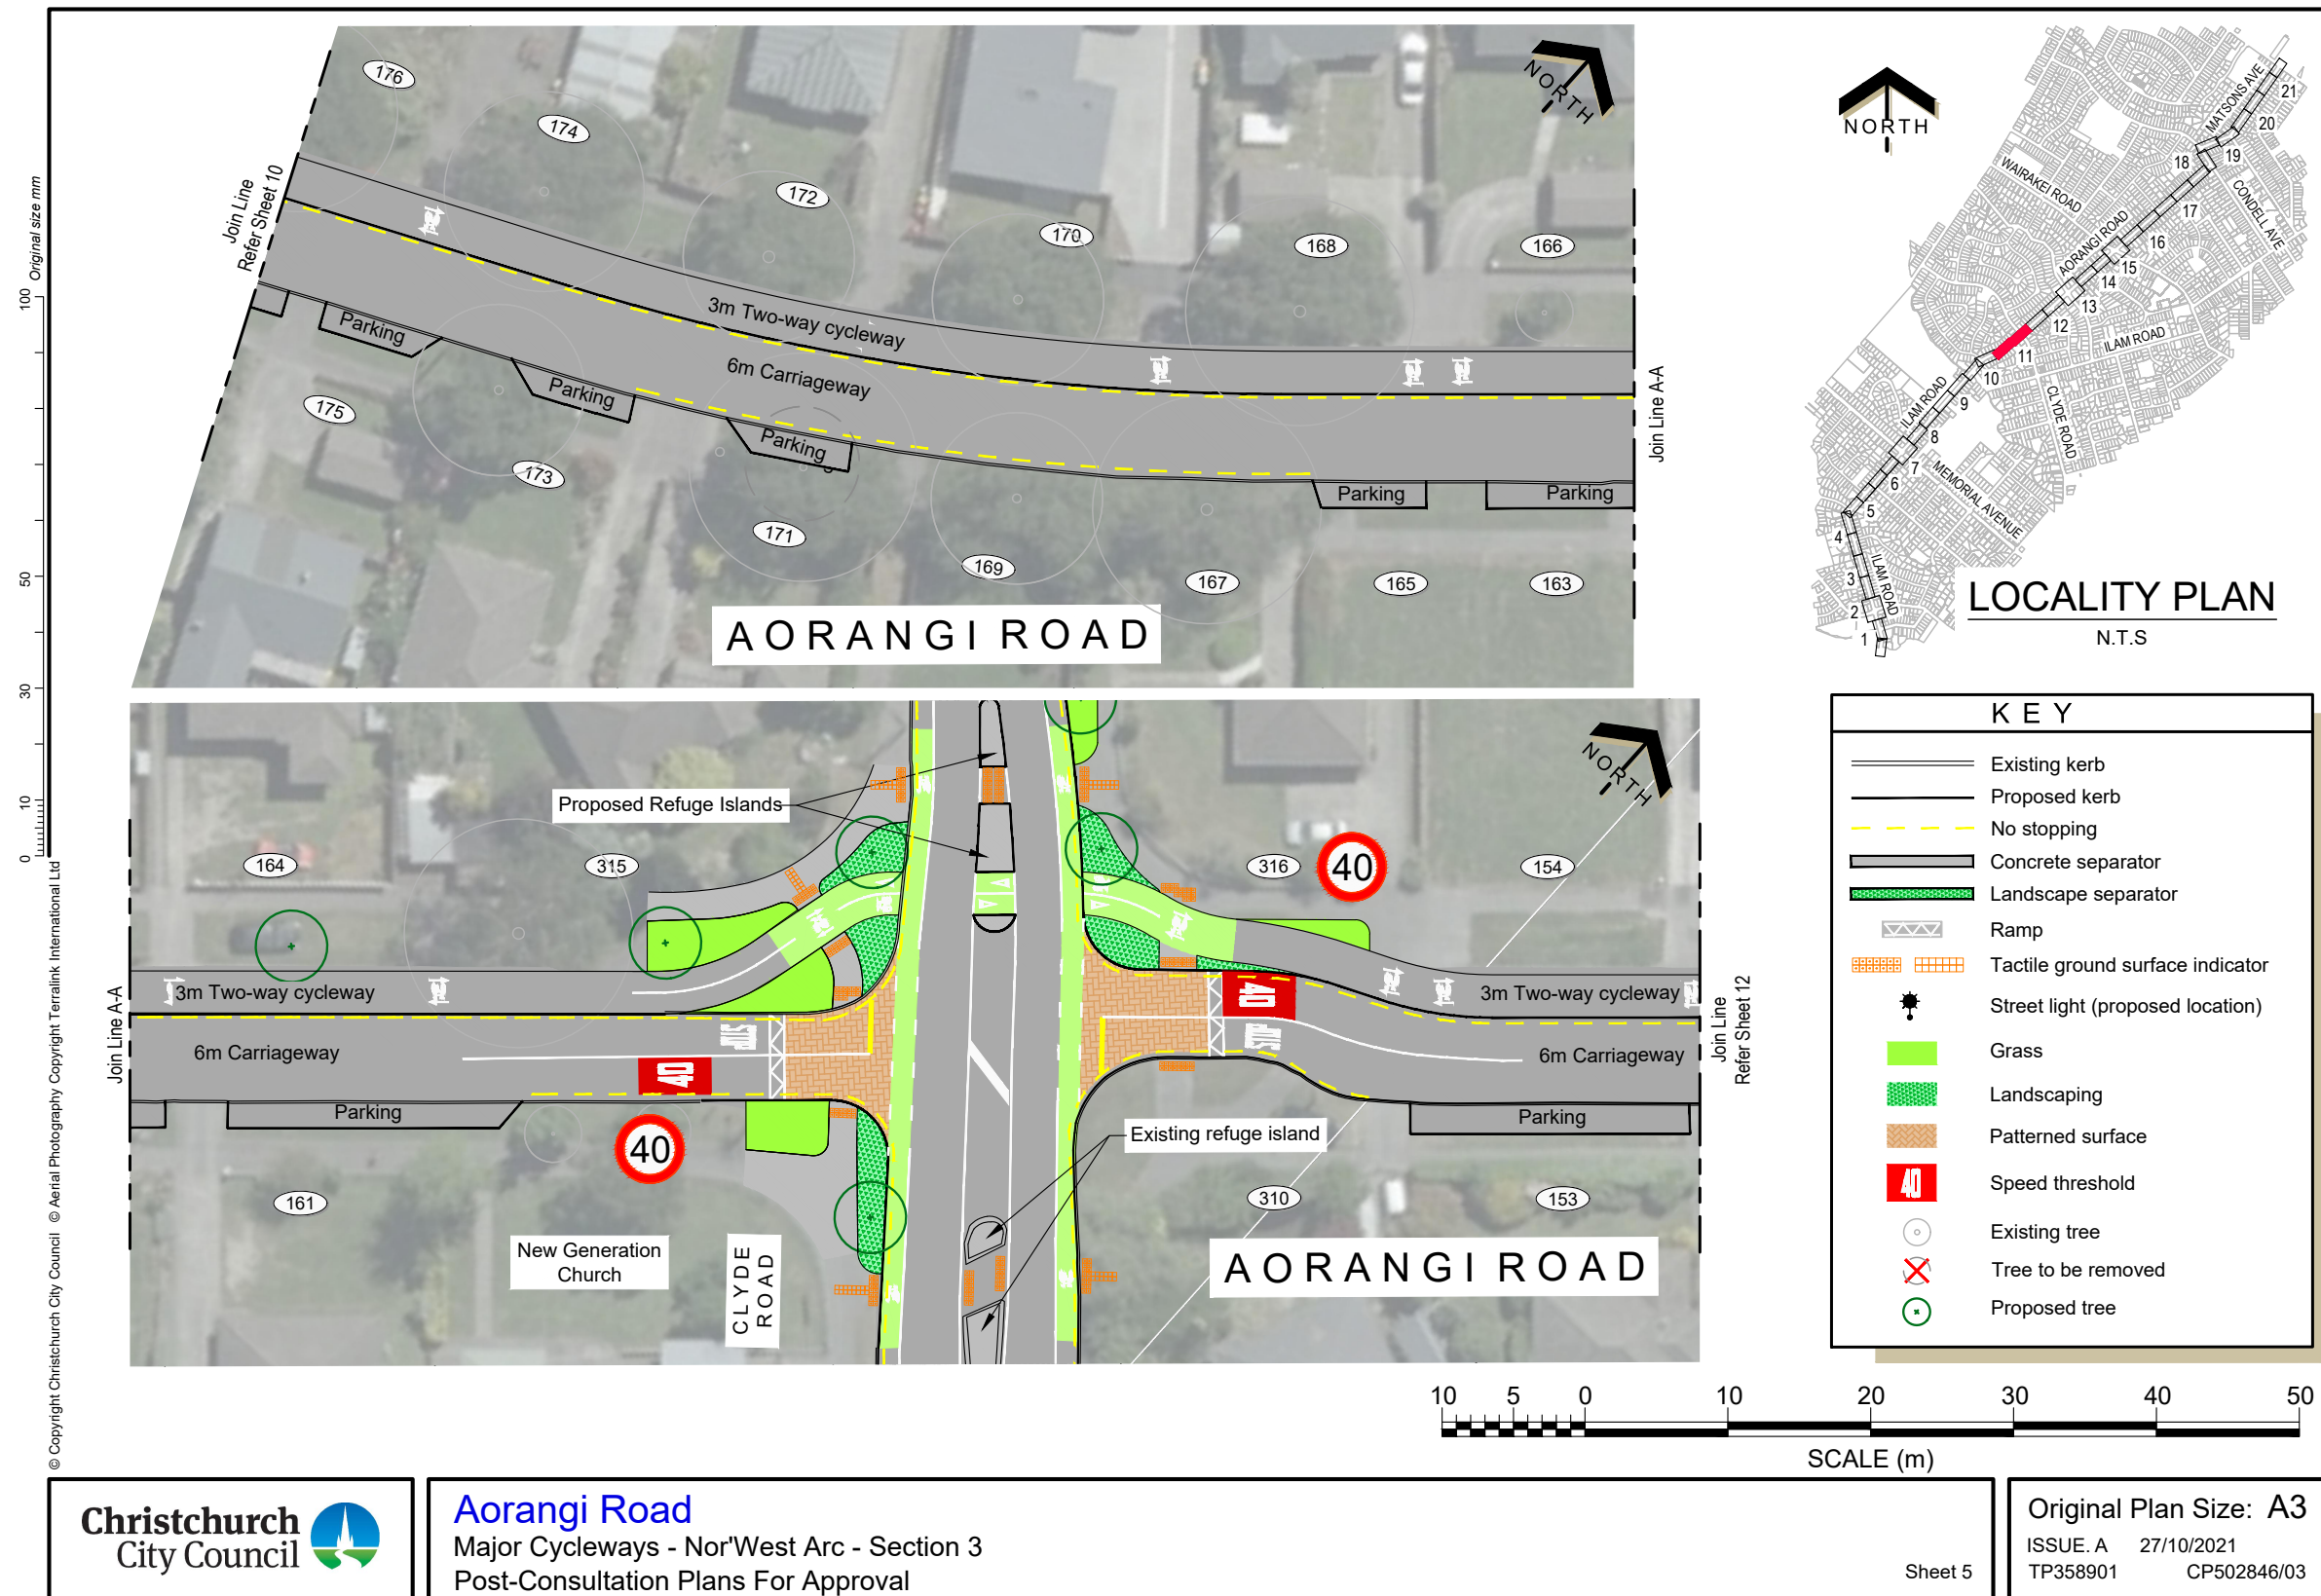 176
174
172
170
168
166
NORTH
Join Line
Refer Sheet 10
3m Two-way cycleway
6m Carriageway
Parking
Parking
Parking
Parking
Parking
175
173
171
169
167
165
163
Join Line A-A
AORANGI ROAD
NORTH
MATSONS AVE
WAIRAKEI ROAD
CONDELL AVE
AORANGI ROAD
ILAM ROAD
ILAM ROAD
CLYDE ROAD
MEMORIAL AVENUE
ILAM ROAD
21
20
19
18
17
16
15
14
13
12
11
10
9
8
7
6
5
4
3
2
1
LOCALITY PLAN
N.T.S
100
50
30
10
0
Original size mm
© Copyright Christchurch City Council © Aerial Photography Copyright Terralink International Ltd
Proposed Refuge Islands
NORTH
164
315
316
40
154
Join Line A-A
3m Two-way cycleway
6m Carriageway
Parking
40
40
3m Two-way cycleway
6m Carriageway
Parking
Join Line
Refer Sheet 12
Existing refuge island
40
161
310
153
New Generation
Church
CLYDE
ROAD
AORANGI ROAD
KEY
Existing kerb
Proposed kerb
No stopping
Concrete separator
Landscape separator
Ramp
Tactile ground surface indicator
Street light (proposed location)
Grass
Landscaping
Patterned surface
40
Speed threshold
Existing tree
Tree to be removed
Proposed tree
10 5 0 10 20 30 40 50
SCALE (m)
Christchurch
City Council
Aorangi Road
Major Cycleways - Nor'West Arc - Section 3
Post-Consultation Plans For Approval
Sheet 5
Original Plan Size: A3
ISSUE. A 27/10/2021
TP358901 CP502846/03